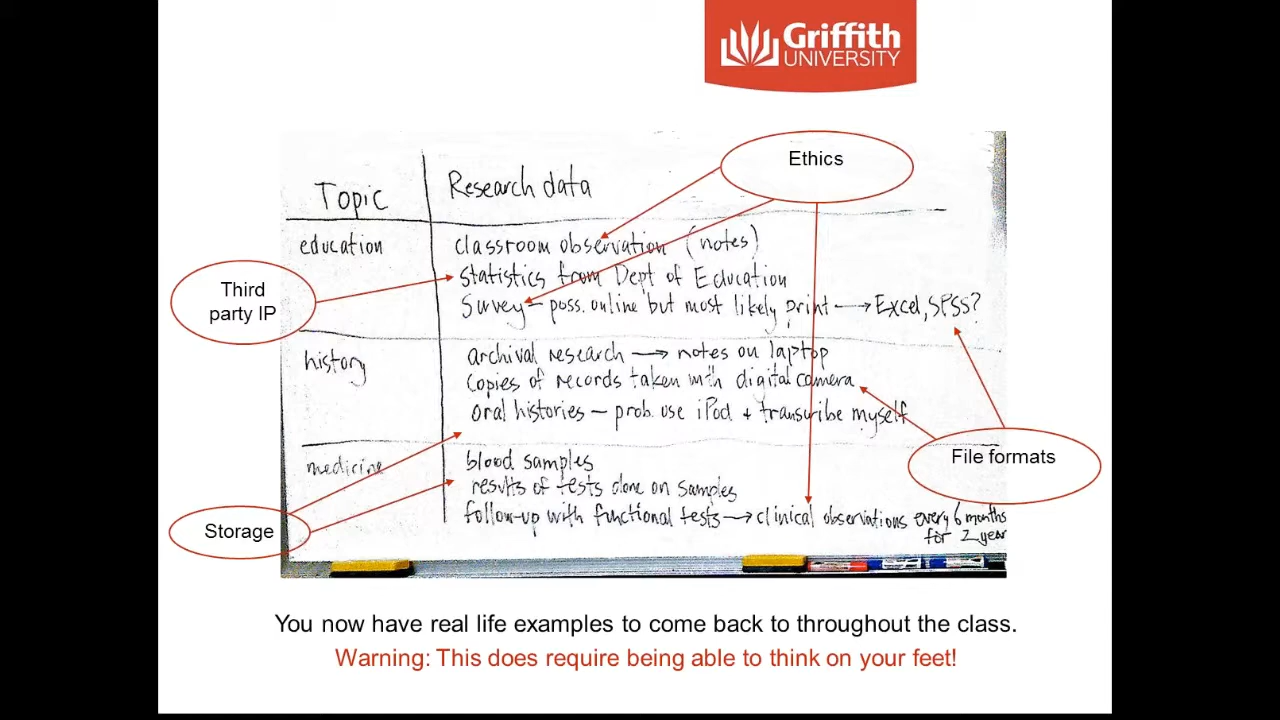 Griffith
UNIVERSITY
Ethics
Topic
Research data
education
classroom observation (notes)
statistics from Dept of Education
Survey – poss. online but most likely print → Excel, SPSS?
Third
party IP
history
archival research → notes on laptop
copies of records taken with digital camera
oral histories – prob. use iPod + transcribe myself
File formats
medicine
blood samples
results of tests done on samples
follow-up with functional tests → clinical observations every 6 months
for 2 year
Storage
You now have real life examples to come back to throughout the class.
Warning: This does require being able to think on your feet!